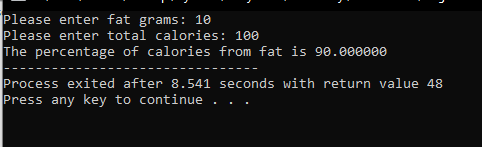 Please enter fat grams: 10
Please enter total calories: 100
The percentage of calories from fat is 90.000000
--------------------------------
Process exited after 8.541 seconds with return value 48
Press any key to continue . . .